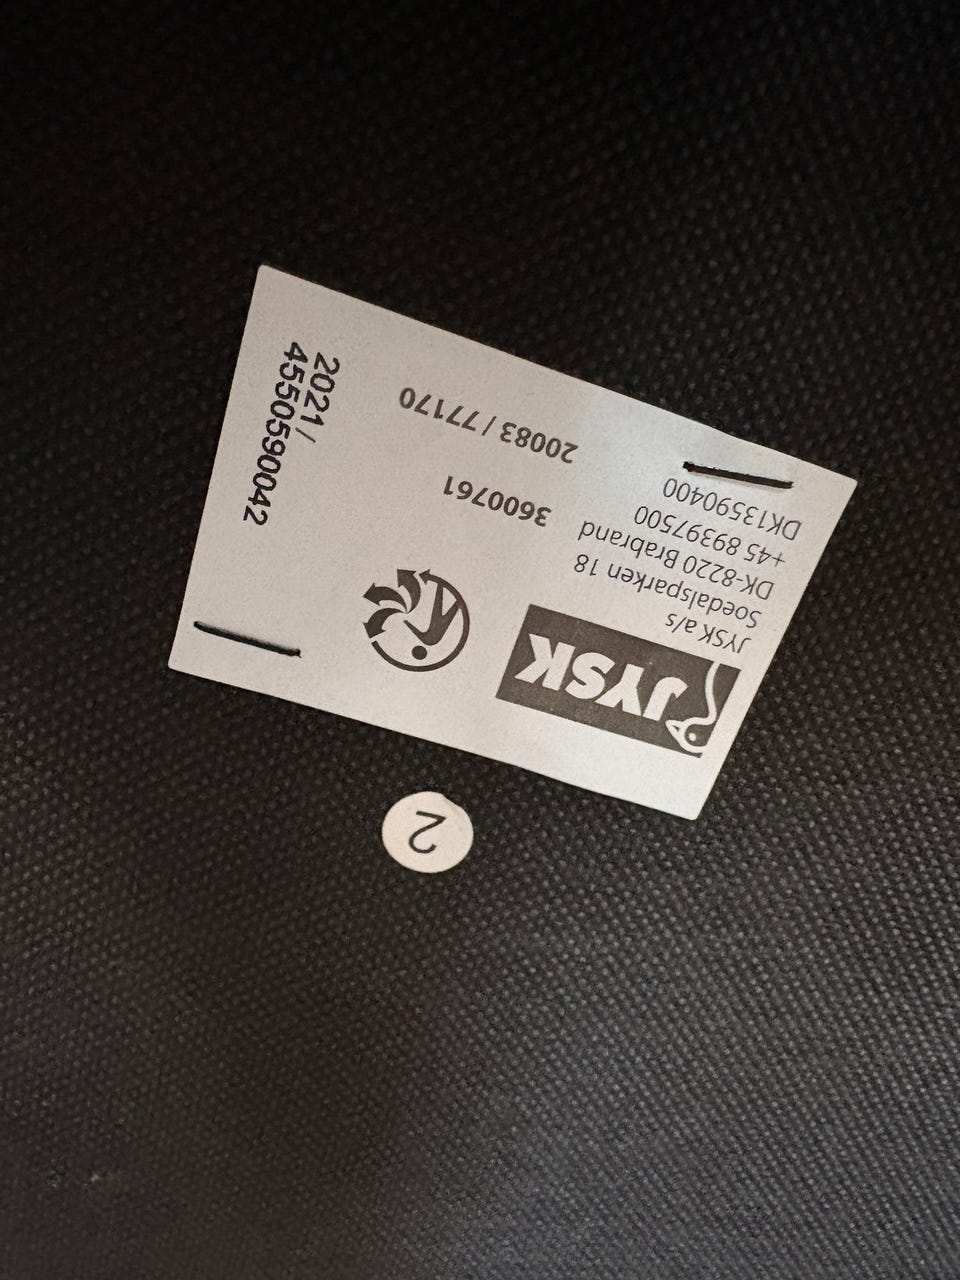 JYSK
JYSK a/s
Soedalsparken 18
DK-8220 Brabrand
+45 89397500
DK13590400
3600761
20083 / 77170
2021/
4550590042
2